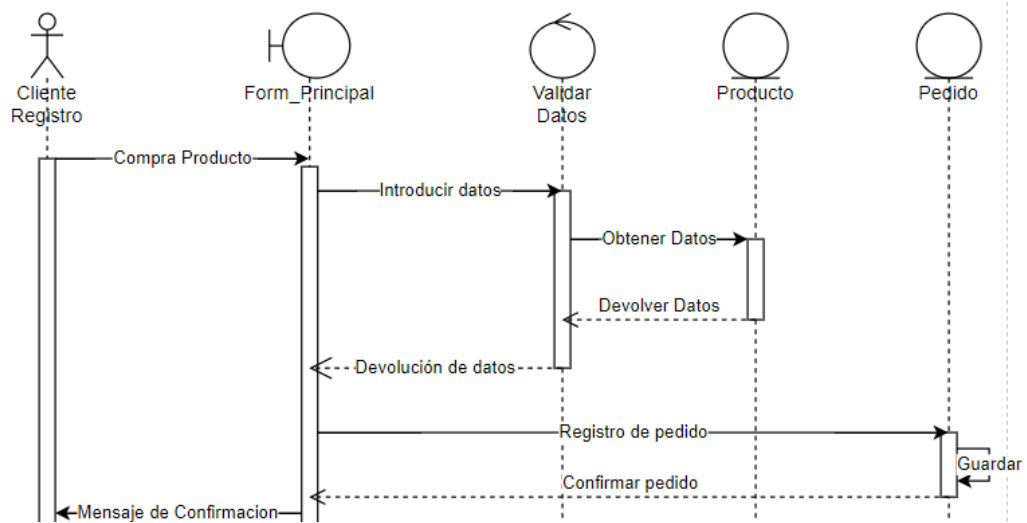 Cliente
Registro
Form_Principal
Validar
Datos
Producto
Pedido
Compra Producto
Introducir datos
Obtener Datos
Devolver Datos
Devolución de datos
Registro de pedido
Guardar
Confirmar pedido
Mensaje de Confirmacion